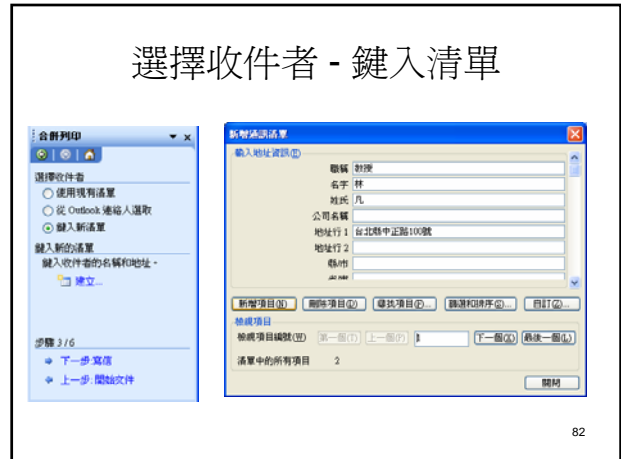 選擇收件者 - 鍵入清單
合併列印
選擇收件者
使用現有清單
從 Outlook 連絡人選取
鍵入新清單
鍵入新的清單
鍵入收件者的名稱和地址。
建立...
步驟 3/6
下一步:寫信
上一步:開始文件
新增通訊清單
輸入地址資訊(E)
職稱 教授
名字 林
姓氏 凡
公司名稱
地址行 1 台北縣中正路100號
地址行 2
縣/市
新增項目(N) 刪除項目(D) 尋找項目(F)... 篩選和排序(S)... 自訂(Z)...
檢視項目
檢視項目編號(W) 第一個(T) 上一個(P) 1 下一個(X) 最後一個(L)
清單中的所有項目 2
關閉
82